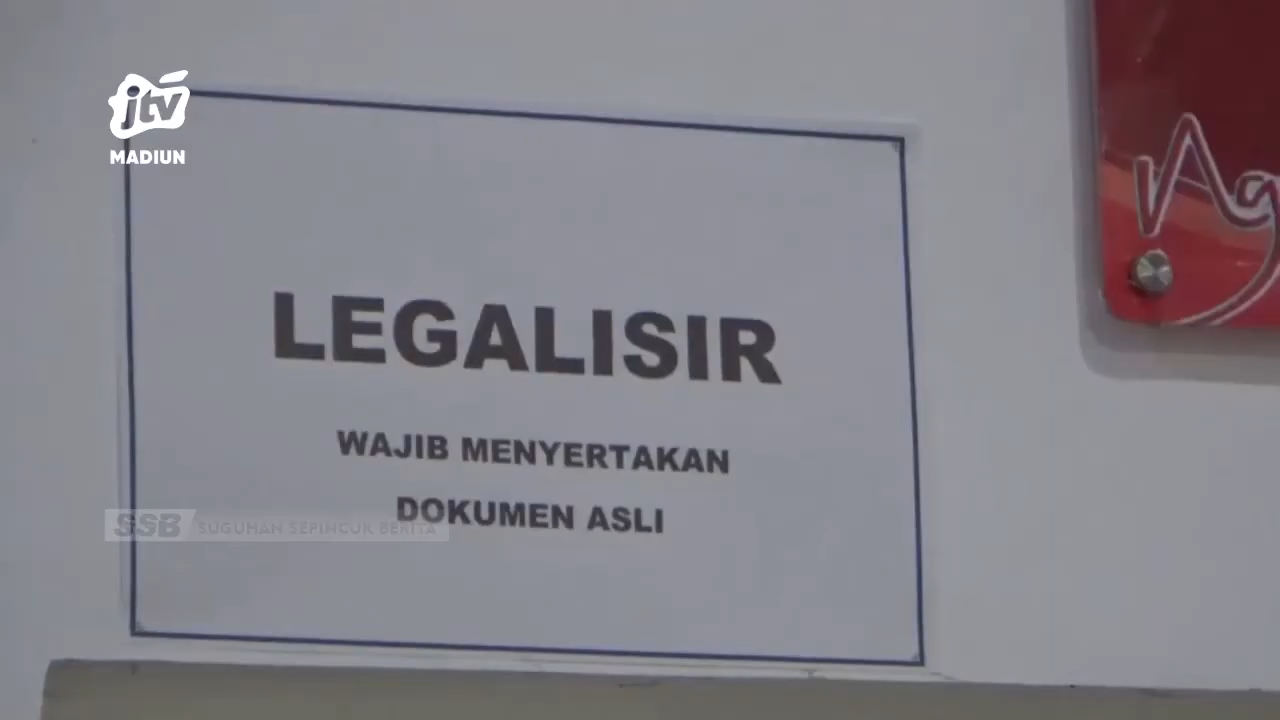 jtv
MADIUN
LEGALISIR
WAJIB MENYERTAKAN
DOKUMEN ASLI
SSB SUGUHAN SEPINCUK BERITA